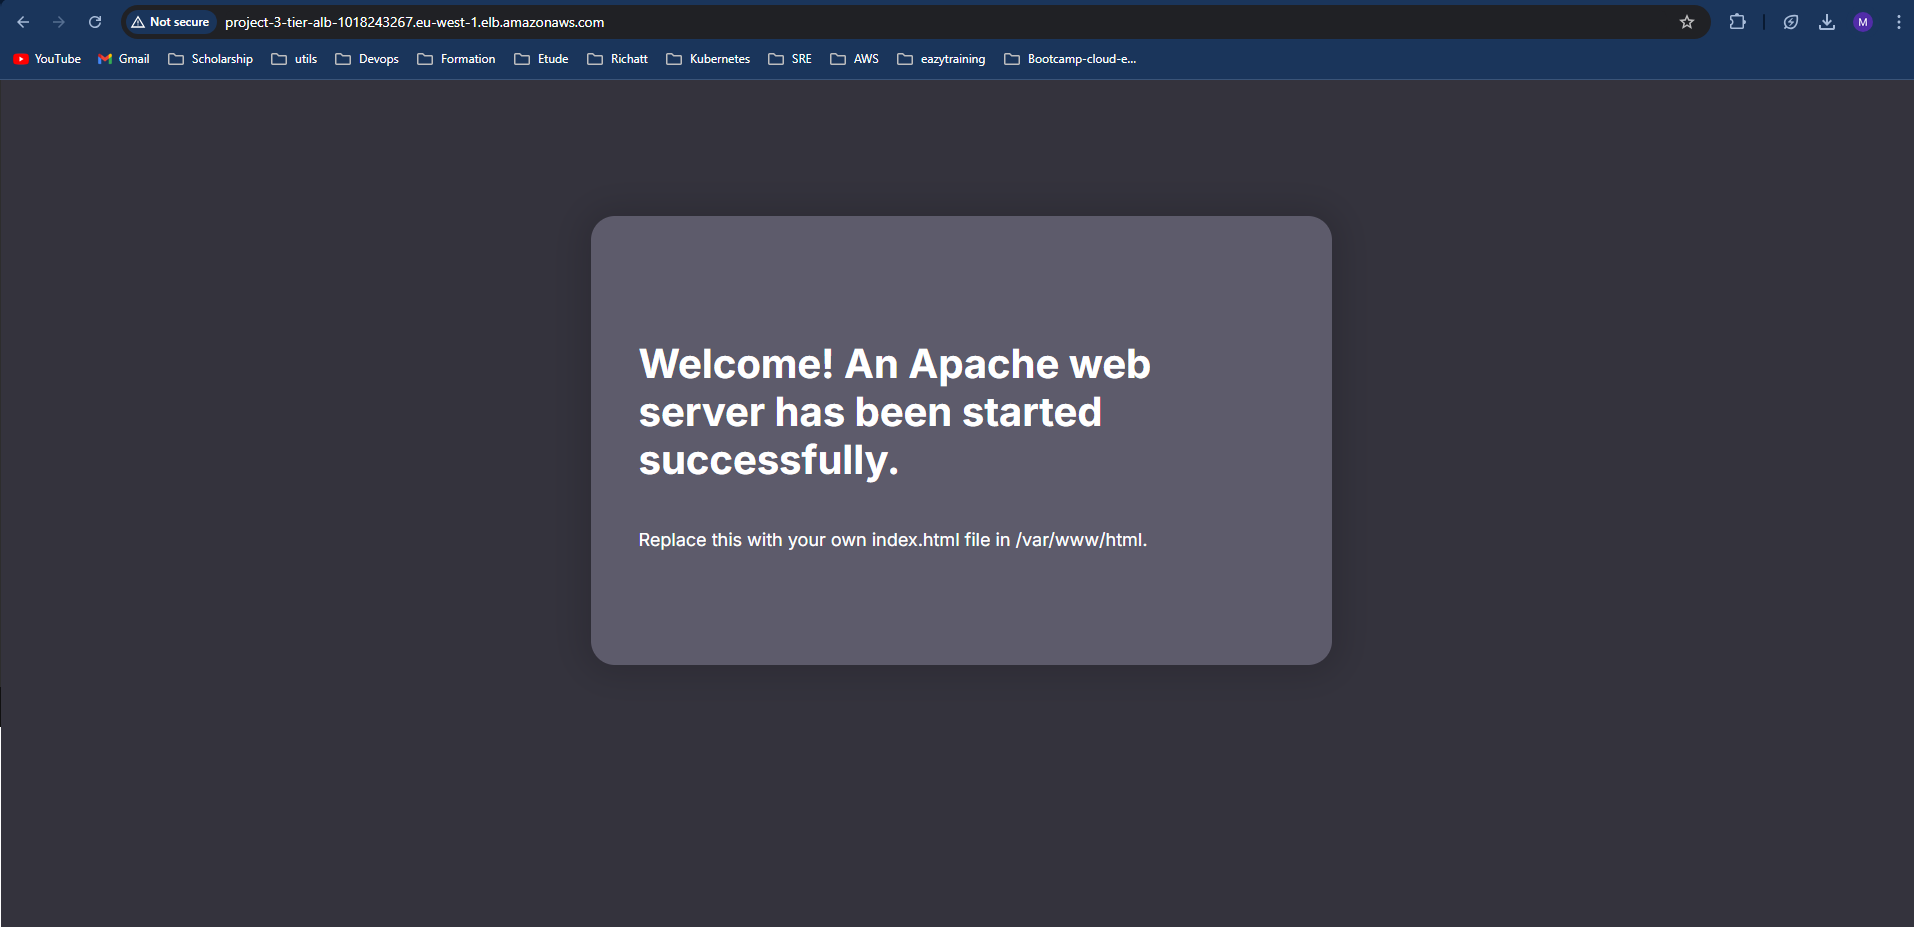 Not secure project-3-tier-alb-1018243267.eu-west-1.elb.amazonaws.com M
YouTube Gmail Scholarship utils Devops Formation Etude Richatt Kubernetes SRE AWS eazytraining Bootcamp-cloud-e...
Welcome! An Apache web
server has been started
successfully.
Replace this with your own index.html file in /var/www/html.